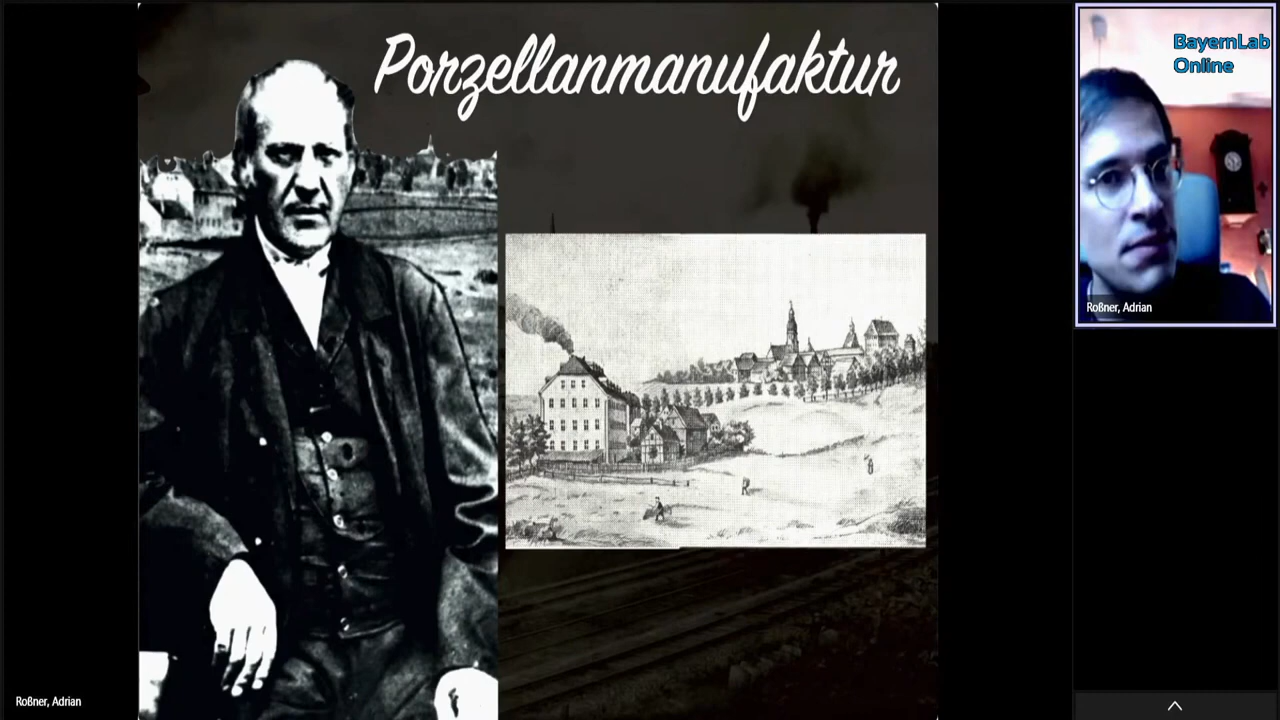 Porzellanmanufaktur
BayernLab
Online
Roßner, Adrian
Roßner, Adrian